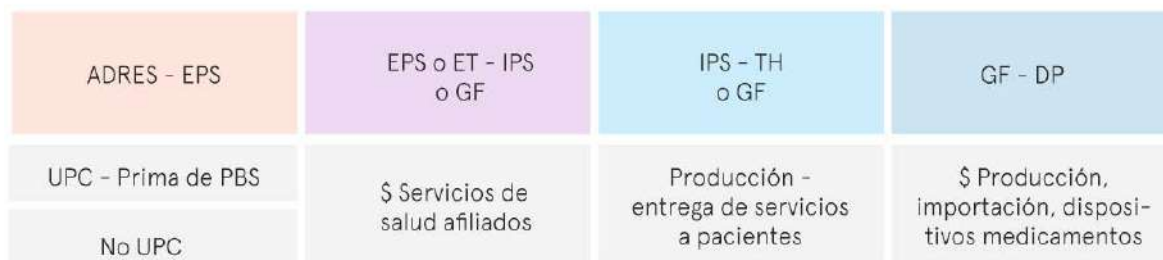 ADRES - EPS
EPS o ET - IPS
o GF
IPS - TH
o GF
GF - DP
UPC - Prima de PBS
No UPC
$ Servicios de
salud afiliados
Producción -
entrega de servicios
a pacientes
$ Producción,
importación, disposi-
tivos medicamentos